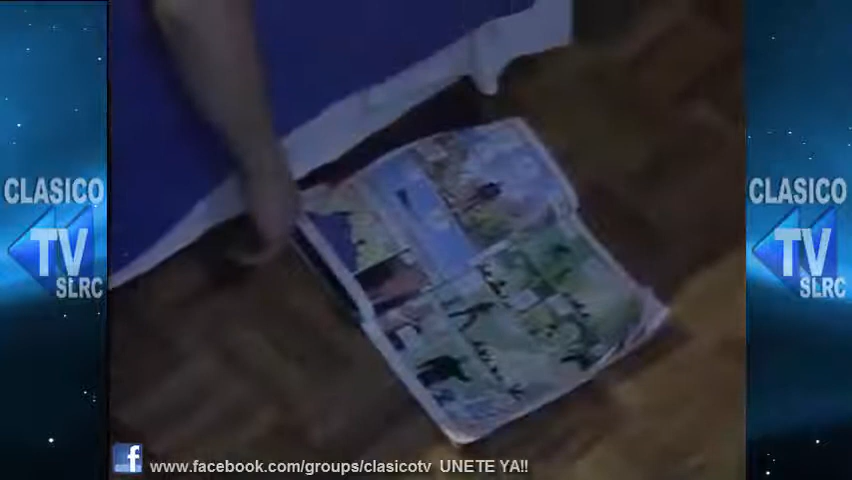 CLASICO
TV
SLRC
CLASICO
TV
SLRC
f www.facebook.com/groups/clasicotv UNETE YA!!